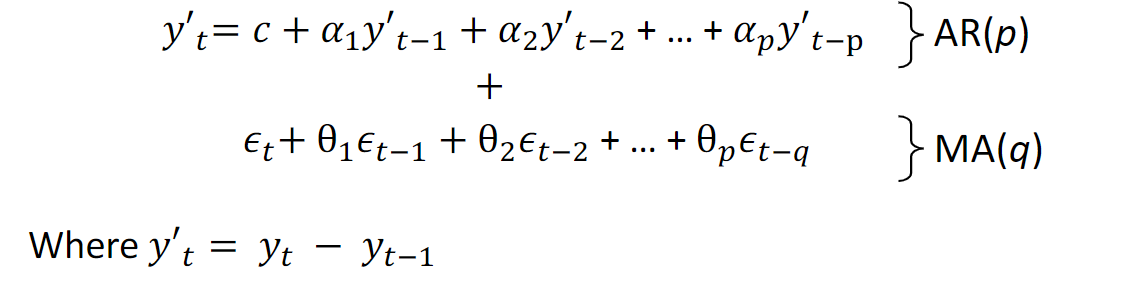 y′ₜ= c + α₁y′ₜ₋₁ + α₂y′ₜ₋₂ + ... + αₚy′ₜ₋ₚ } AR(p)
+
ϵₜ+ θ₁ϵₜ₋₁ + θ₂ϵₜ₋₂ + ... + θₚϵₜ₋q } MA(q)
Where y′ₜ = yₜ − yₜ₋₁